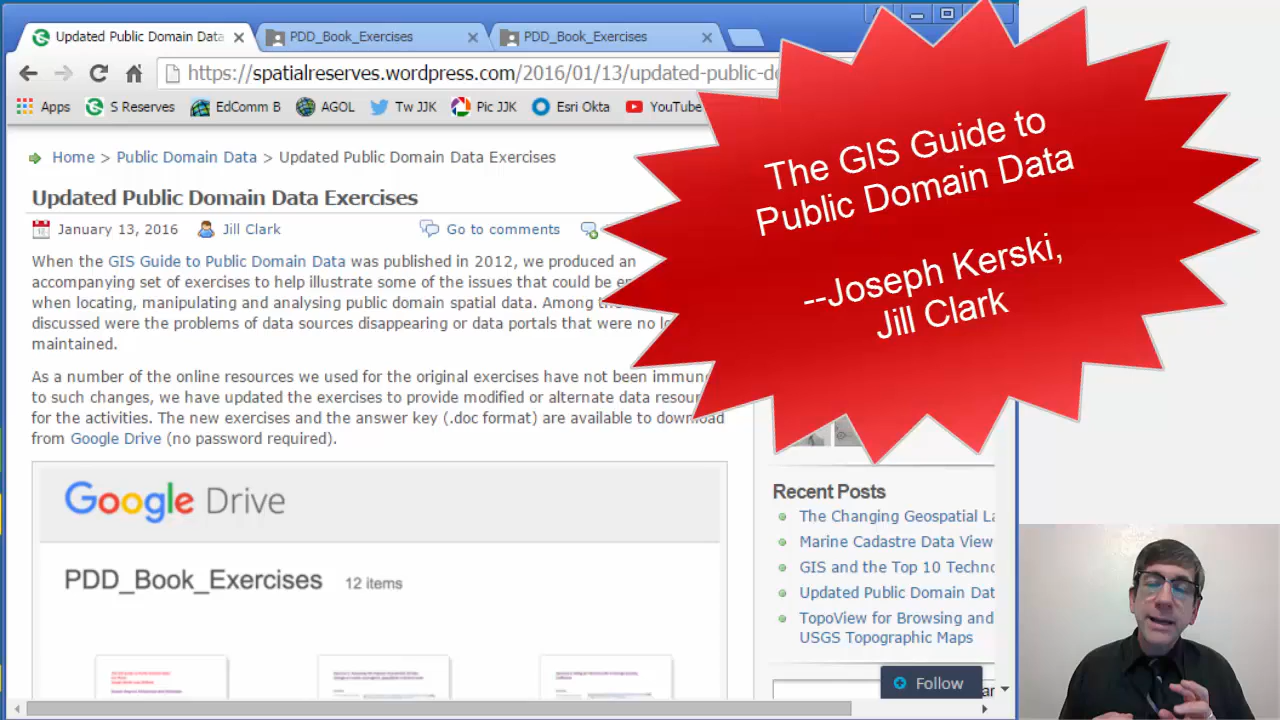 Updated Public Domain Data
PDD_Book_Exercises
PDD_Book_Exercises
https://spatialreserves.wordpress.com/2016/01/13/updated-public-do
Apps
S Reserves
EdComm B
AGOL
Tw JJK
Pic JJK
Esri Okta
YouTube
Home > Public Domain Data > Updated Public Domain Data Exercises
Updated Public Domain Data Exercises
January 13, 2016
Jill Clark
Go to comments
When the GIS Guide to Public Domain Data was published in 2012, we produced an
accompanying set of exercises to help illustrate some of the issues that could be
when locating, manipulating and analysing public domain spatial data. Among
discussed were the problems of data sources disappearing or data portals that were no
maintained.
As a number of the online resources we used for the original exercises have not been
to such changes, we have updated the exercises to provide modified or alternate data
for the activities. The new exercises and the answer key (.doc format) are available to download
from Google Drive (no password required).
Google Drive
PDD_Book_Exercises
12 items
The GIS Guide to
Public Domain Data
--Joseph Kerski,
Jill Clark
Recent Posts
The Changing Geospatial
Marine Cadastre Data View
GIS and the Top 10
Updated Public Domain
TopoView for Browsing and
USGS Topographic Maps
Follow